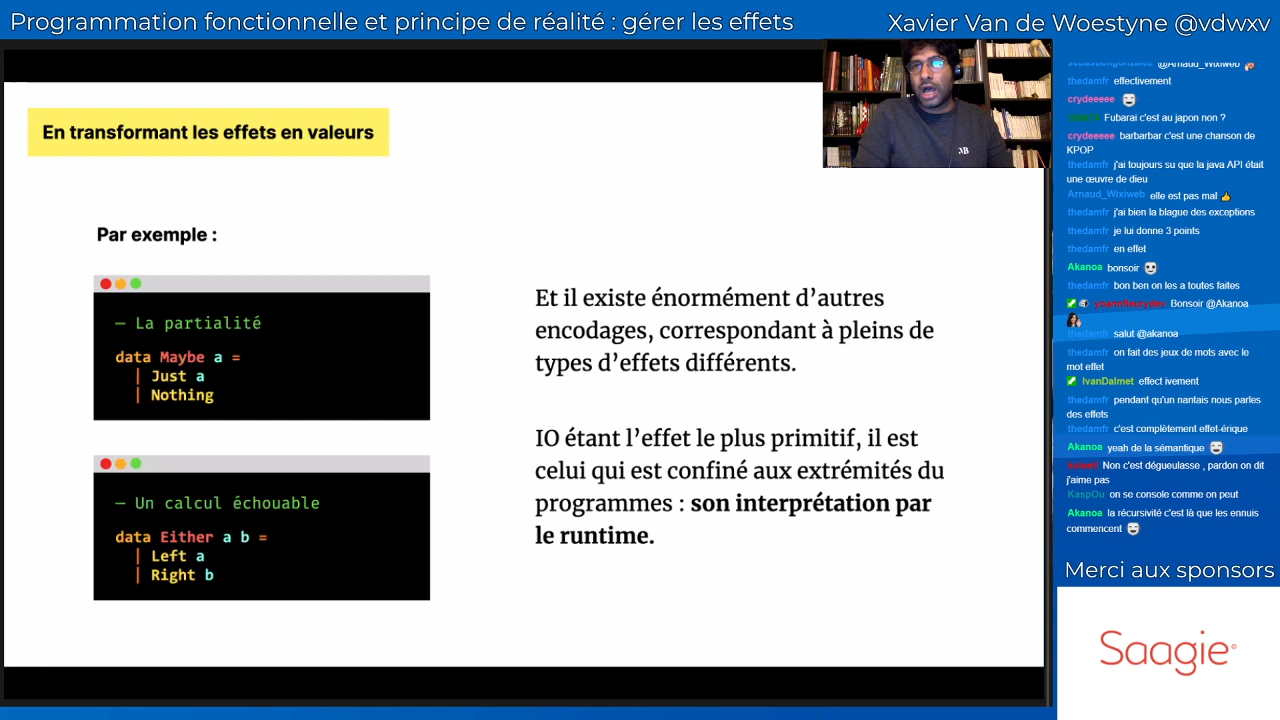 Programmation fonctionnelle et principe de réalité : gérer les effets
Xavier Van de Woestyne @vdwxv
En transformant les effets en valeurs
Par exemple :
— La partialité
data Maybe a =
| Just a
| Nothing
— Un calcul échouable
data Either a b =
| Left a
| Right b
Et il existe énormément d’autres
encodages, correspondant à pleins de
types d’effets différents.
IO étant l’effet le plus primitif, il est
celui qui est confiné aux extrémités du
programmes : son interprétation par
le runtime.
@Arnaud_Wixiweb
thedamfr effectivement
crydeeeee
Fubarai c'est au japon non ?
crydeeeee barbarbar c'est une chanson de
KPOP
thedamfr j'ai toujours su que la java API était
une œuvre de dieu
Arnaud_Wixiweb elle est pas mal
thedamfr j'ai bien la blague des exceptions
thedamfr je lui donne 3 points
thedamfr en effet
Akanoa bonsoir
thedamfr bon ben on les a toutes faites
yoannfleurydev Bonsoir @Akanoa
thedamfr salut @akanoa
thedamfr on fait des jeux de mots avec le
mot effet
IvanDalmet effect ivement
thedamfr pendant qu'un nantais nous parles
des effets
thedamfr c'est complètement effet-érique
Akanoa yeah de la sémantique
Non c'est dégueulasse , pardon on dit
j'aime pas
KaspOu on se console comme on peut
Akanoa la récursivité c'est là que les ennuis
commencent
Merci aux sponsors
Saagie